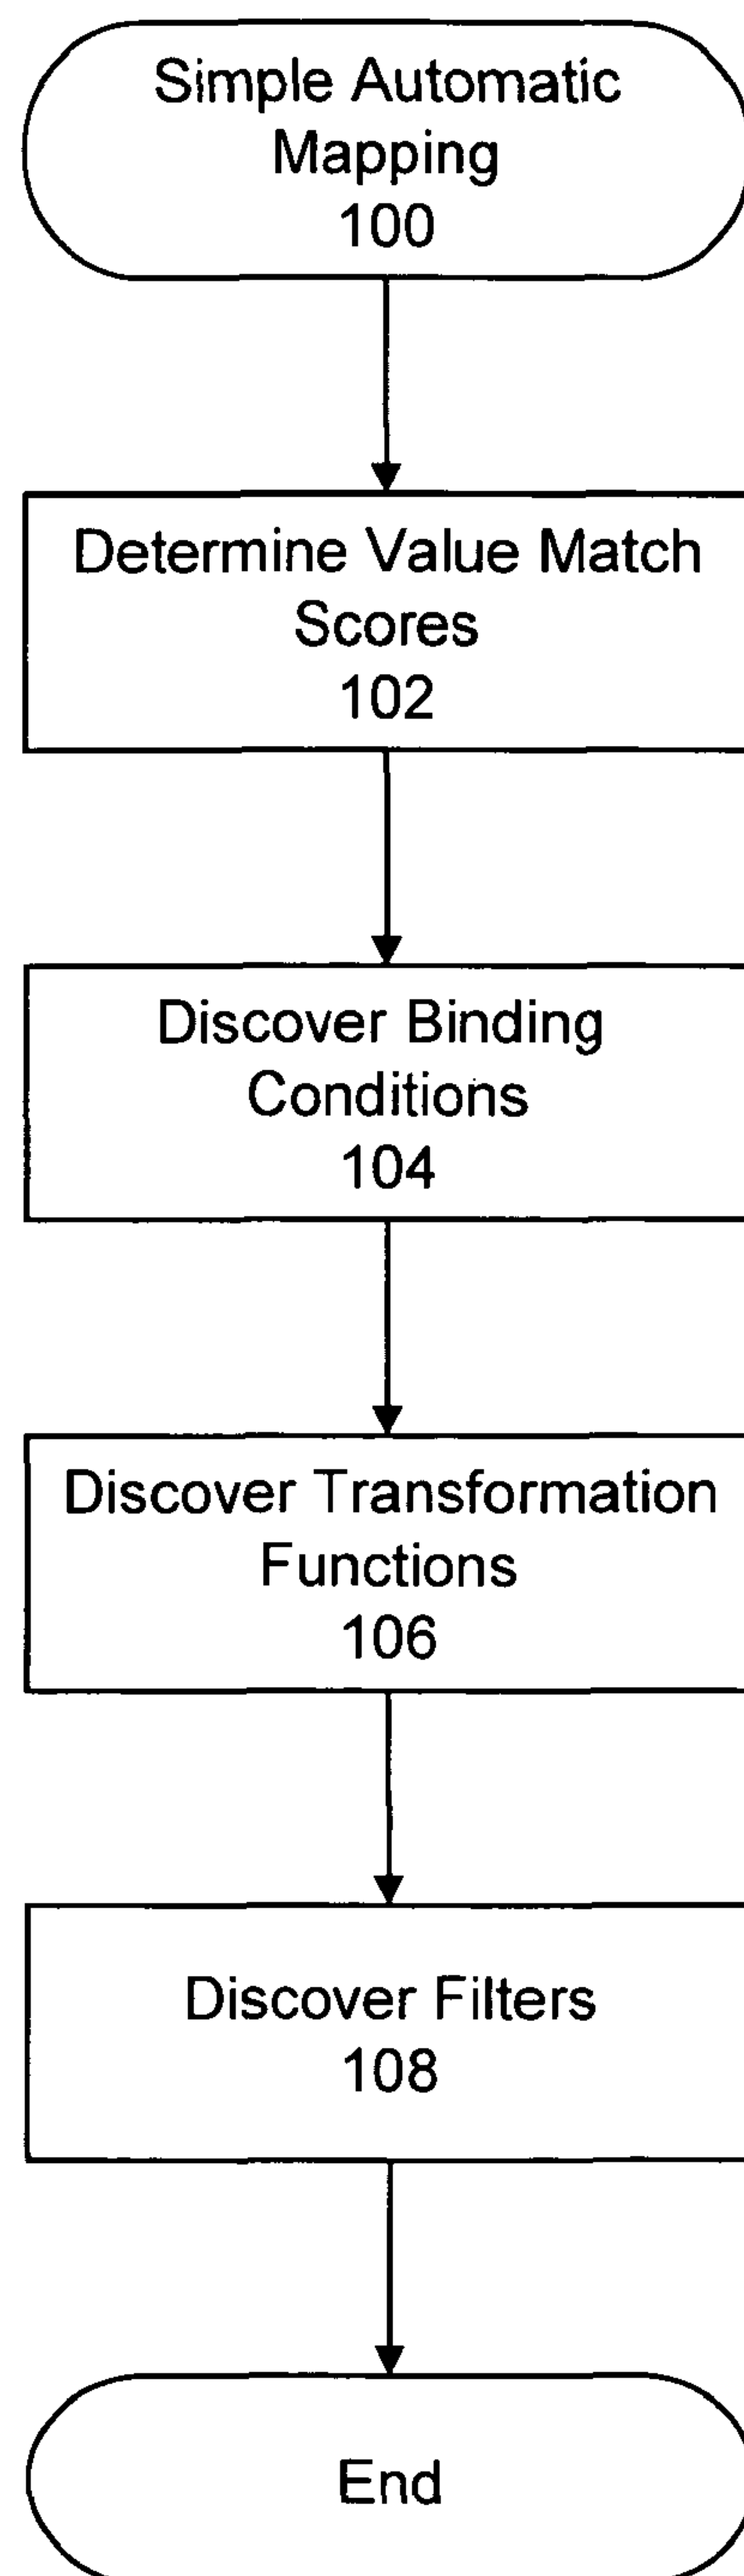 Simple Automatic
Mapping
100
Determine Value Match
Scores
102
Discover Binding
Conditions
104
Discover Transformation
Functions
106
Discover Filters
108
End